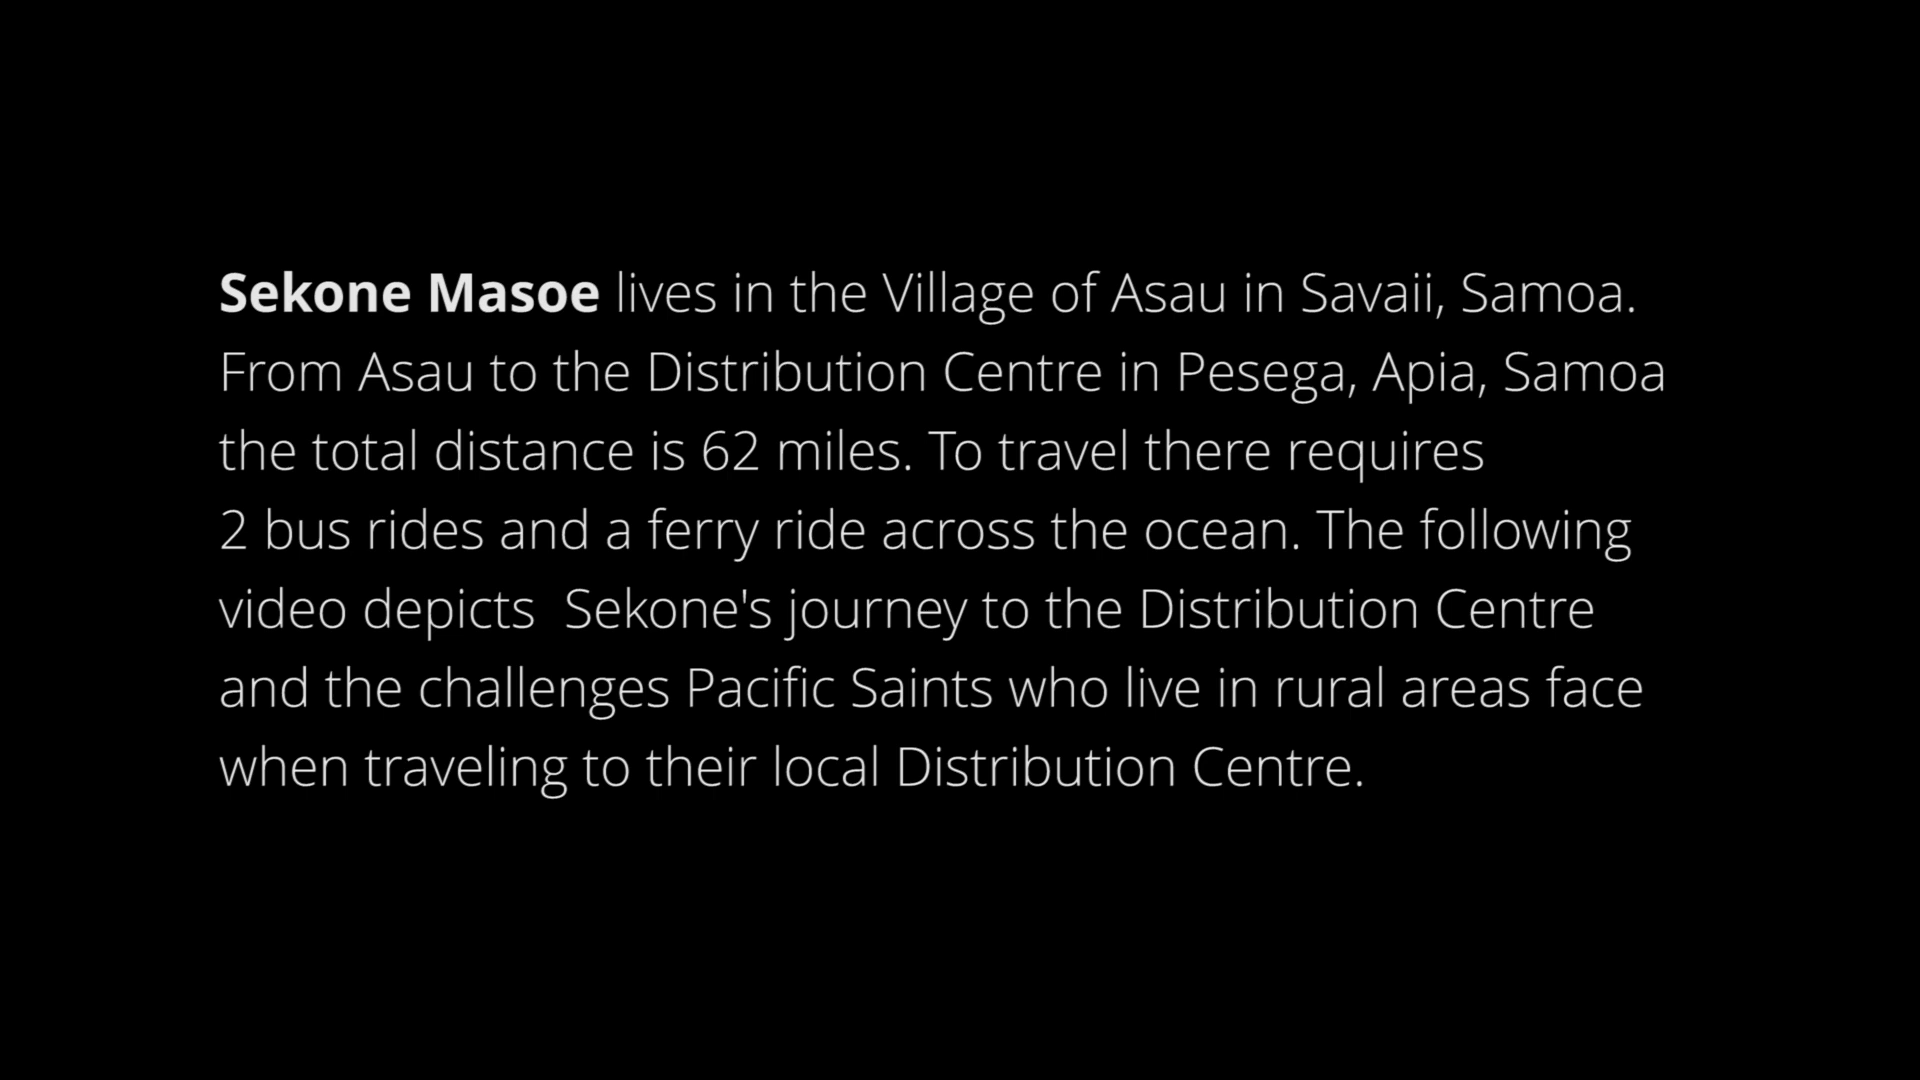 Sekone Masoe lives in the Village of Asau in Savaii, Samoa.
From Asau to the Distribution Centre in Pesega, Apia, Samoa
the total distance is 62 miles. To travel there requires
2 bus rides and a ferry ride across the ocean. The following
video depicts  Sekone's journey to the Distribution Centre
and the challenges Pacific Saints who live in rural areas face
when traveling to their local Distribution Centre.